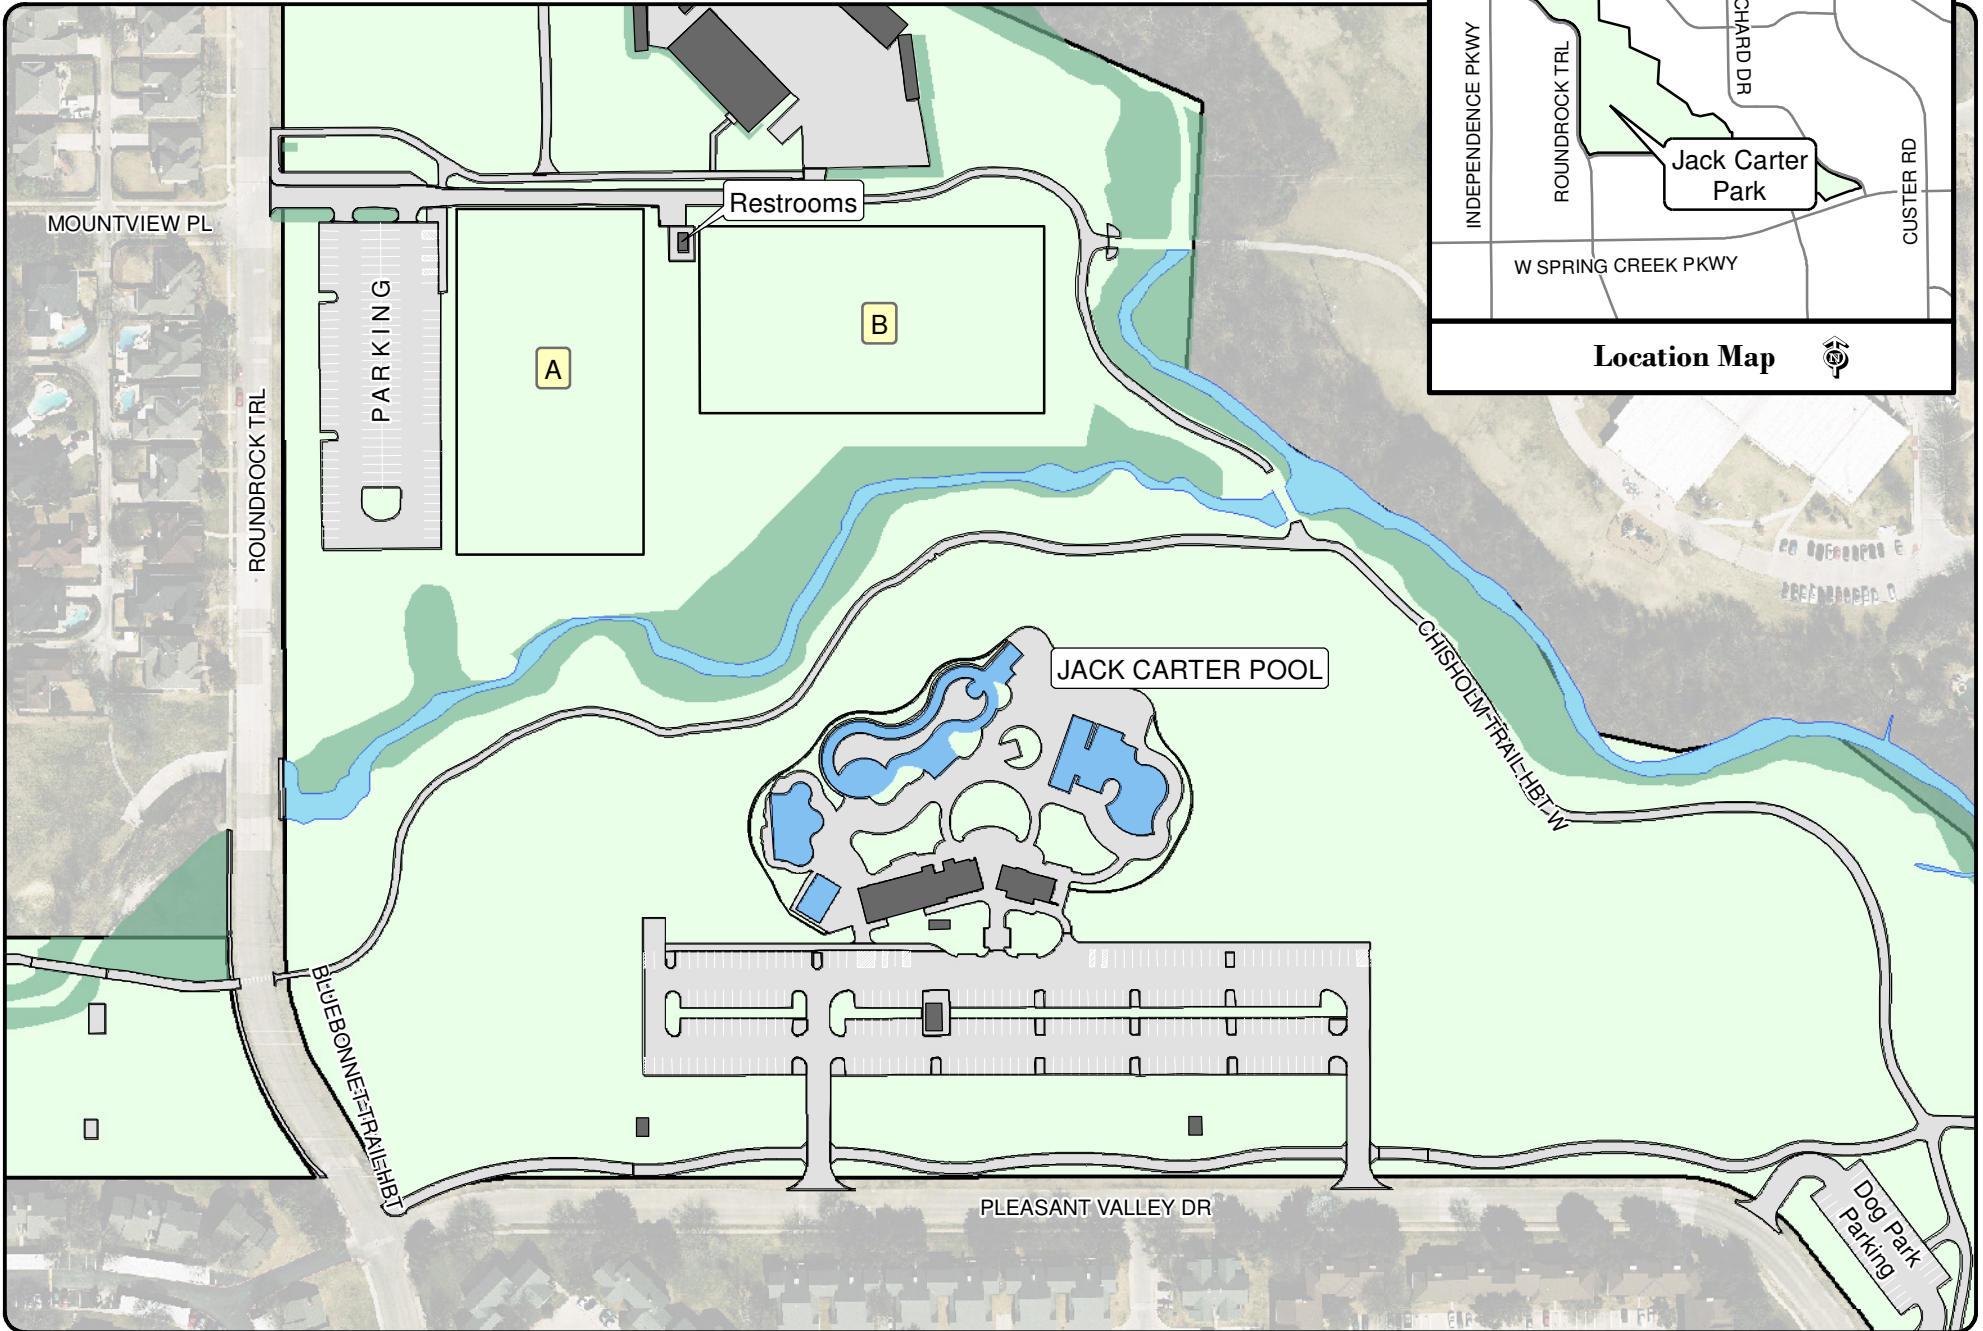 INDEPENDENCE PKWY
ROUNDROCK TRL
CHARD DR
CUSTER RD
Jack Carter
Park
W SPRING CREEK PKWY
Location Map
N
MOUNTVIEW PL
Restrooms
PARKING
A
B
ROUNDROCK TRL
JACK CARTER POOL
CHISHOLM TRAIL HBT W
BLUEBONNET TRAIL HBT
PLEASANT VALLEY DR
Dog Park
Parking